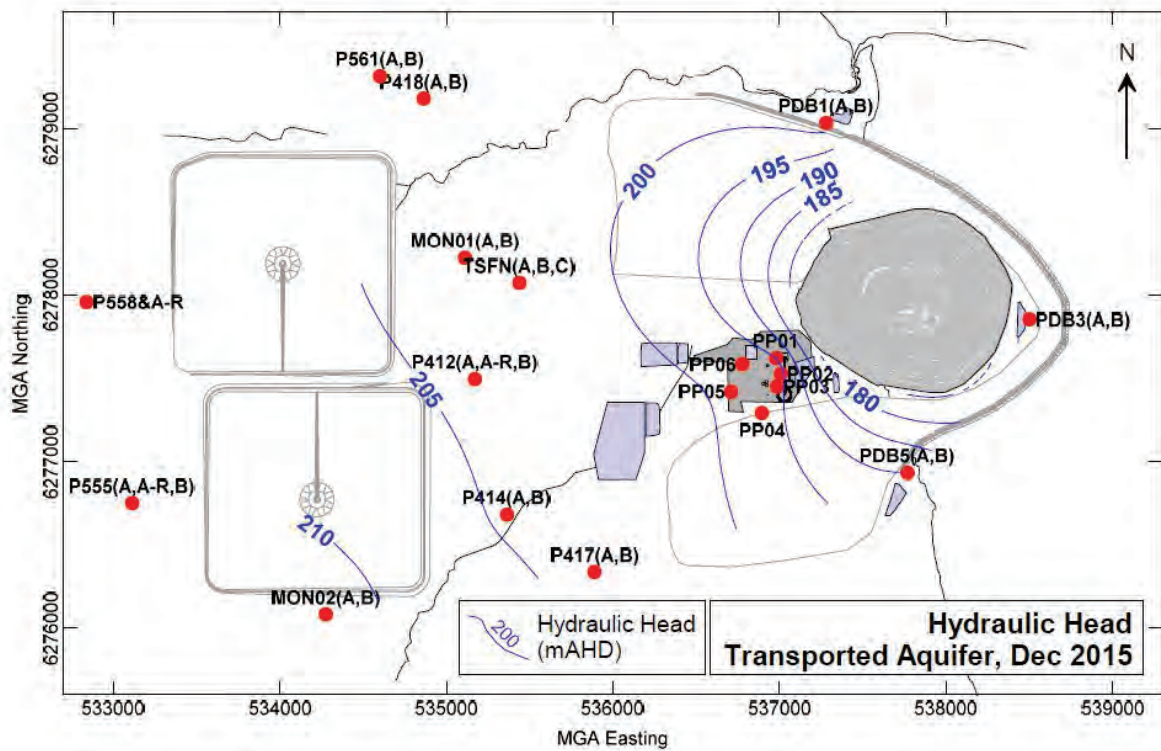 N
P561(A,B)
P418(A,B)
PDB1(A,B)
6279000
200
195
190
185
MON01(A,B)
TSFN(A,B,C)
6278000
P558&A-R
PDB3(A,B)
MGA Northing
P412(A,A-R,B)
205
PP01
PP06
PP02
PP05
PP03
180
PP04
6277000
PDB5(A,B)
P555(A,A-R,B)
P414(A,B)
210
P417(A,B)
MON02(A,B)
6276000
200
Hydraulic Head
(mAHD)
Hydraulic Head
Transported Aquifer, Dec 2015
533000
534000
535000
536000
537000
538000
539000
MGA Easting